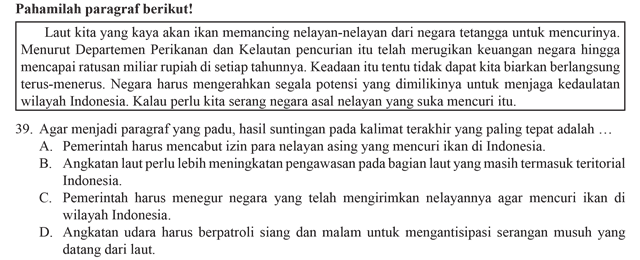 Pahamilah paragraf berikut!
Laut kita yang kaya akan ikan memancing nelayan-nelayan dari negara tetangga untuk mencurinya.
Menurut Departemen Perikanan dan Kelautan pencurian itu telah merugikan keuangan negara hingga
mencapai ratusan miliar rupiah di setiap tahunnya. Keadaan itu tentu tidak dapat kita biarkan berlangsung
terus-menerus. Negara harus mengerahkan segala potensi yang dimilikinya untuk menjaga kedaulatan
wilayah Indonesia. Kalau perlu kita serang negara asal nelayan yang suka mencuri itu.
39. Agar menjadi paragraf yang padu, hasil suntingan pada kalimat terakhir yang paling tepat adalah …
A. Pemerintah harus mencabut izin para nelayan asing yang mencuri ikan di Indonesia.
B. Angkatan laut perlu lebih meningkatkan pengawasan pada bagian laut yang masih termasuk teritorial
Indonesia.
C. Pemerintah harus menegur negara yang telah mengirimkan nelayannya agar mencuri ikan di
wilayah Indonesia.
D. Angkatan udara harus berpatroli siang dan malam untuk mengantisipasi serangan musuh yang
datang dari laut.